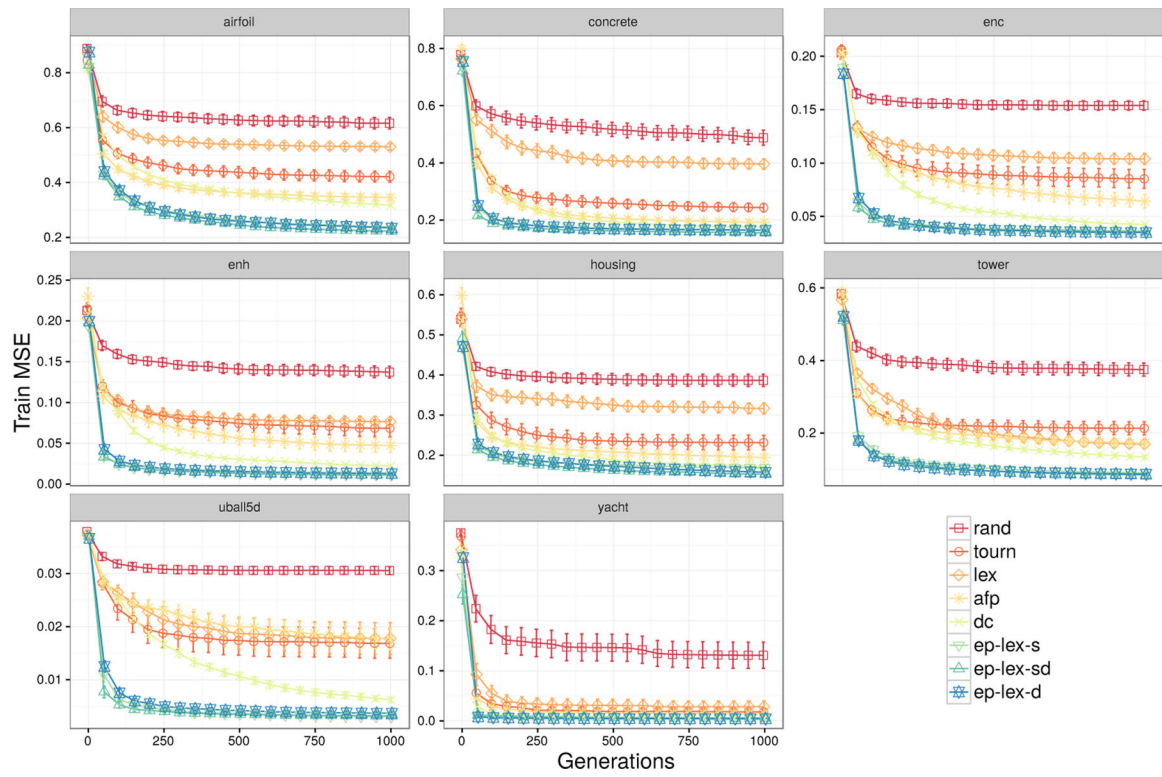 airfoil
concrete
enc
0.8
0.6
0.4
0.2
0.8
0.6
0.4
0.2
0.20
0.15
0.10
0.05
enh
housing
tower
0.25
0.20
0.15
0.10
0.05
0.00
0.6
0.5
0.4
0.3
0.2
0.6
0.4
0.2
Train MSE
uball5d
yacht
0.03
0.02
0.01
0.3
0.2
0.1
0.0
0 250 500 750 1000
0 250 500 750 1000
Generations
rand
tourn
lex
afp
dc
ep-lex-s
ep-lex-sd
ep-lex-d